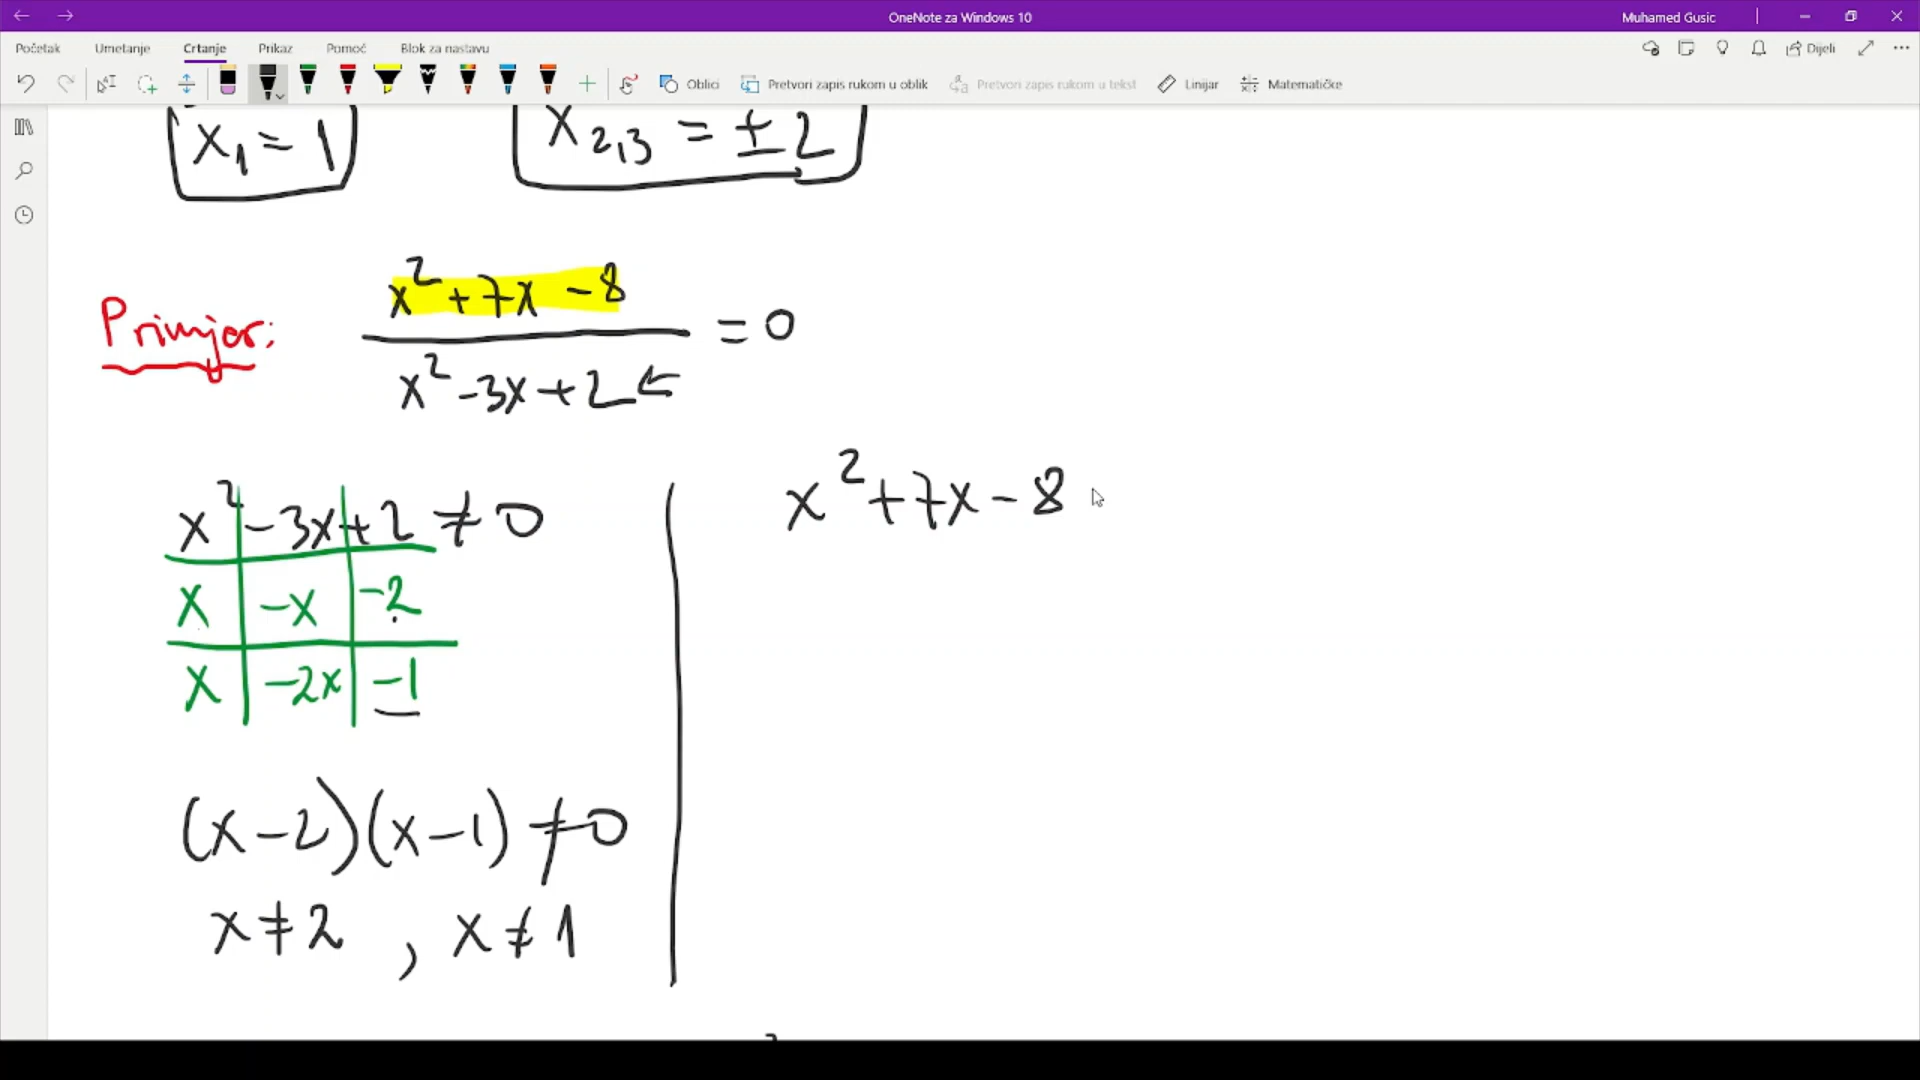 OneNote za Windows 10
Muhamed Gusic
Početak Umetanje Crtanje Prikaz Pomoć Blok za nastavu
Dijeli
Oblici Pretvori zapis rukom u oblik Pretvori zapis rukom u tekst Linijar Matematičke
x₁ = 1 x₂,₃ = ± 2
Primjer:
x² + 7x - 8
= 0
x² - 3x + 2 ←
x² - 3x + 2 ≠ 0
x -x -2
x -2x -1
(x - 2)(x - 1) ≠ 0
x ≠ 2 , x ≠ 1
x² + 7x - 8